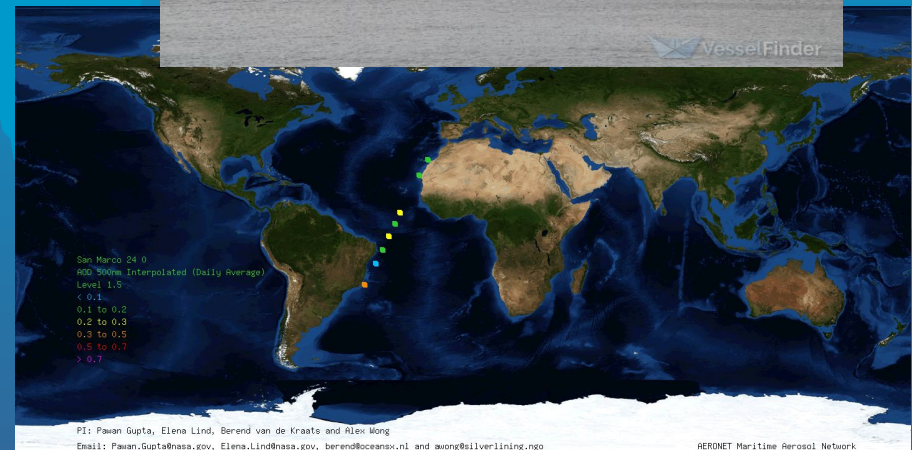 VesselFinder
San Marco 24 0
AOD 500nm Interpolated (Daily Average)
Level 1.5
< 0.1
0.1 to 0.2
0.2 to 0.3
0.3 to 0.5
0.5 to 0.7
> 0.7
PI: Pawan Gupta, Elena Lind, Berend van de Kraats and Alex Wong
Email: Pawan.Gupta@nasa.gov, Elena.Lind@nasa.gov, berend@oceansx.nl and awong@silverlining.ngo
AERONET Maritime Aerosol Network